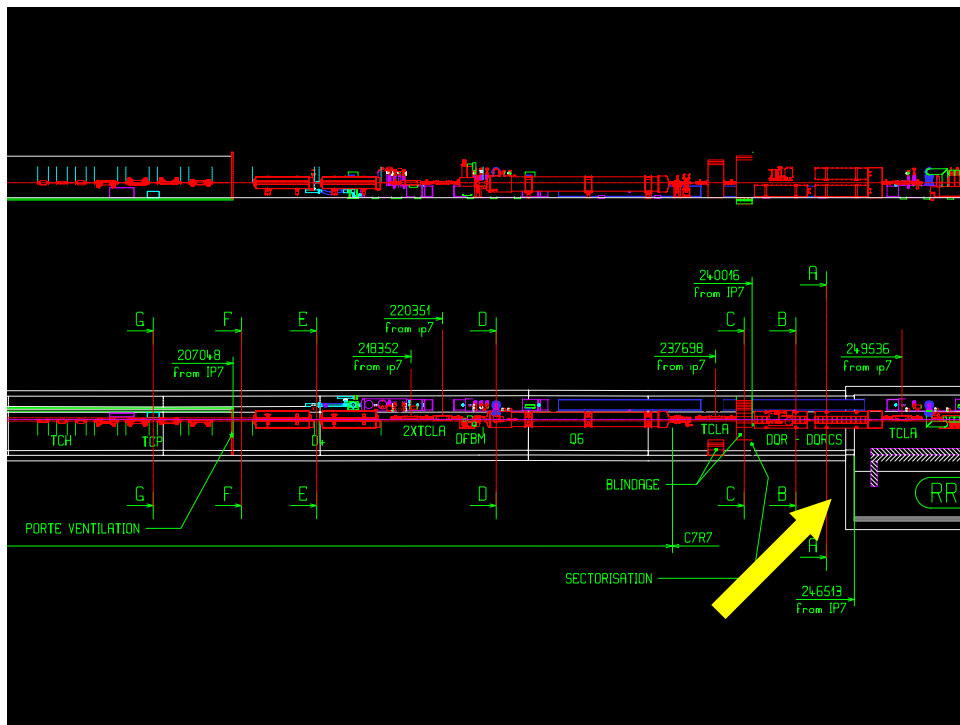 240016
from IP7
A
220351
from ip7
G
F
E
D
C
B
207048
from IP7
218352
from ip7
237698
from ip7
249536
from ip7
TCH
TCP
D4
2XTCLA
DFBM
Q6
TCLA
DQR - DQRCS
TCLA
BLINDAGE
RR
G
F
E
D
C
B
PORTE VENTILATION
C7R7
A
SECTORISATION
246513
from IP7